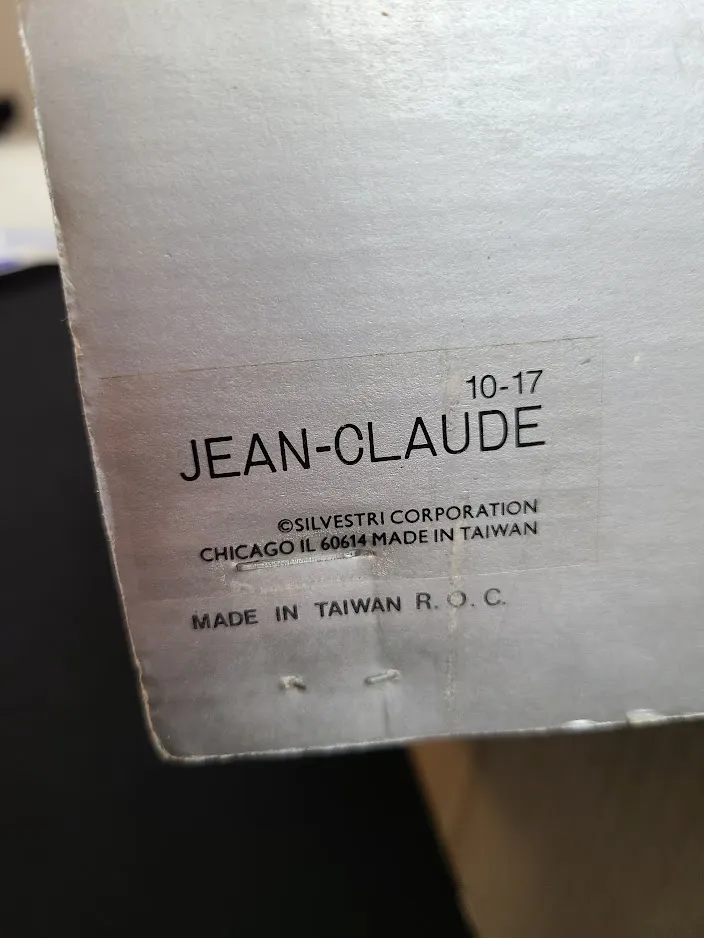 10-17
JEAN-CLAUDE
©SILVESTRI CORPORATION
CHICAGO IL 60614 MADE IN TAIWAN
MADE IN TAIWAN R. O. C.